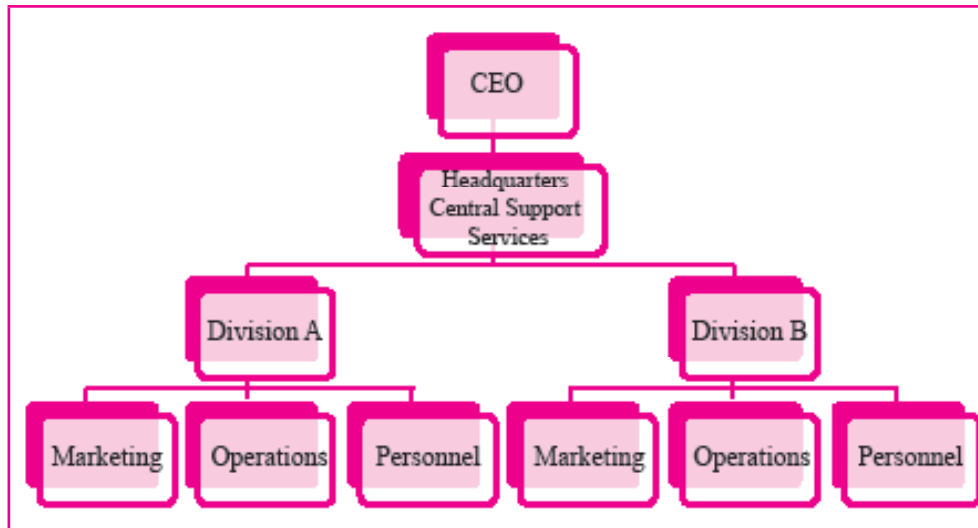 CEO
Headquarters
Central Support
Services
Division A
Division B
Marketing
Operations
Personnel
Marketing
Operations
Personnel